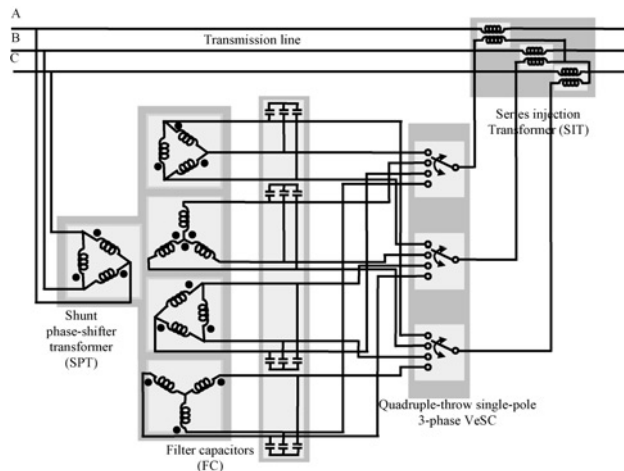 A
B
C
Transmission line
Series injection
Transformer (SIT)
Shunt
phase-shifter
transformer
(SPT)
Quadruple-throw single-pole
3-phase VeSC
Filter capacitors
(FC)